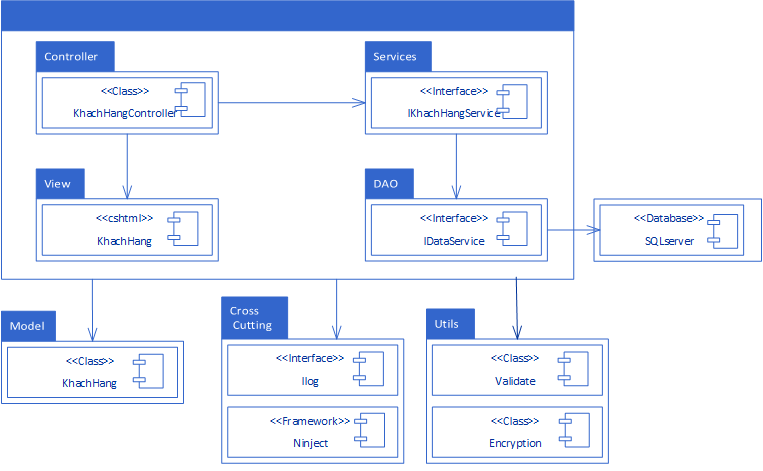 Controller
<<Class>>
KhachHangController
Services
<<Interface>>
IKhachHangService
View
<<cshtml>>
KhachHang
DAO
<<Interface>>
IDataService
<<Database>>
SQLserver
Model
<<Class>>
KhachHang
Cross
Cutting
<<Interface>>
Ilog
<<Framework>>
Ninject
Utils
<<Class>>
Validate
<<Class>>
Encryption